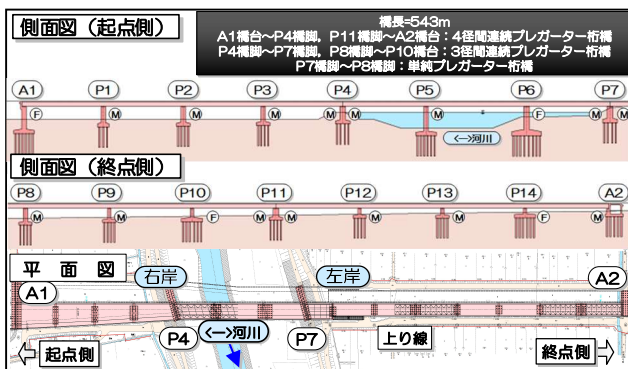 側面図（起点側）
橋長=543m
A1橋台～P4橋脚，P11橋脚～A2橋台：4径間連続プレガーター桁橋
P4橋脚～P7橋脚，P8橋脚～P10橋台：3径間連続プレガーター桁橋
P7橋脚～P8橋脚：単純プレガーター桁橋
A1 P1 P2 P3 P4 P5 P6 P7
F M M M M M M F M M
<―>河川
側面図（終点側）
P8 P9 P10 P11 P12 P13 P14 A2
M M F M M M M F M
平面図
右岸
左岸
A1
A2
P4
<―>河川
P7
上り線
起点側
終点側